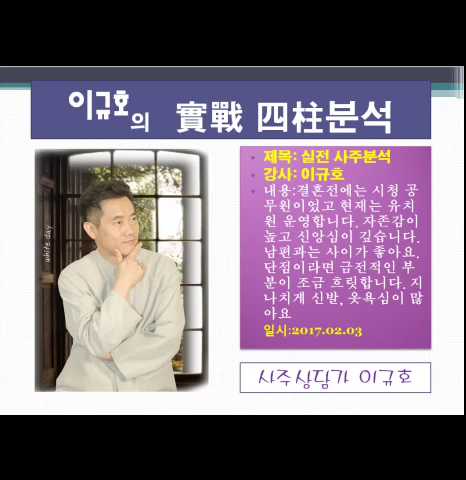 이규호의 實戰 四柱분석
white day
• 제목: 실전 사주분석
• 강사: 이규호
• 내용:결혼전에는 시청 공
무원이었고 현재는 유치
원 운영합니다. 자존감이
높고 신앙심이 깊습니다.
남편과는 사이가 좋아요.
단점이라면 금전적인 부
분이 조금 흐릿합니다. 지
나치게 신발, 옷욕심이 많
아요
일시:2017.02.03
사주상담가 이규호